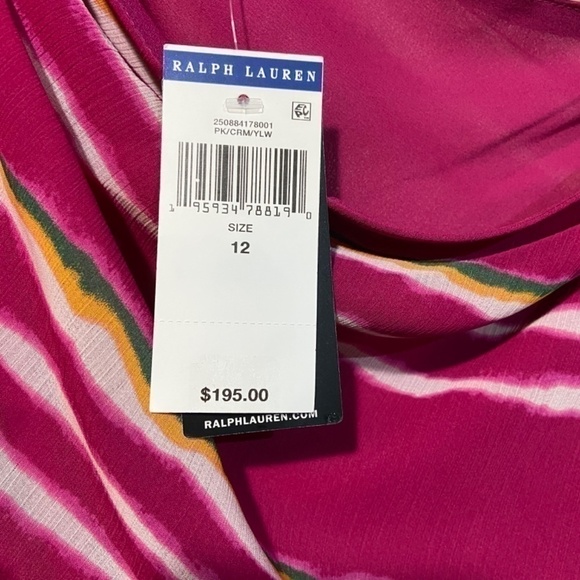 RALPH LAUREN
250884178001
PK/CRM/YLW
1 95934 78819 0
SIZE
12
$195.00
RALPHLAUREN.COM